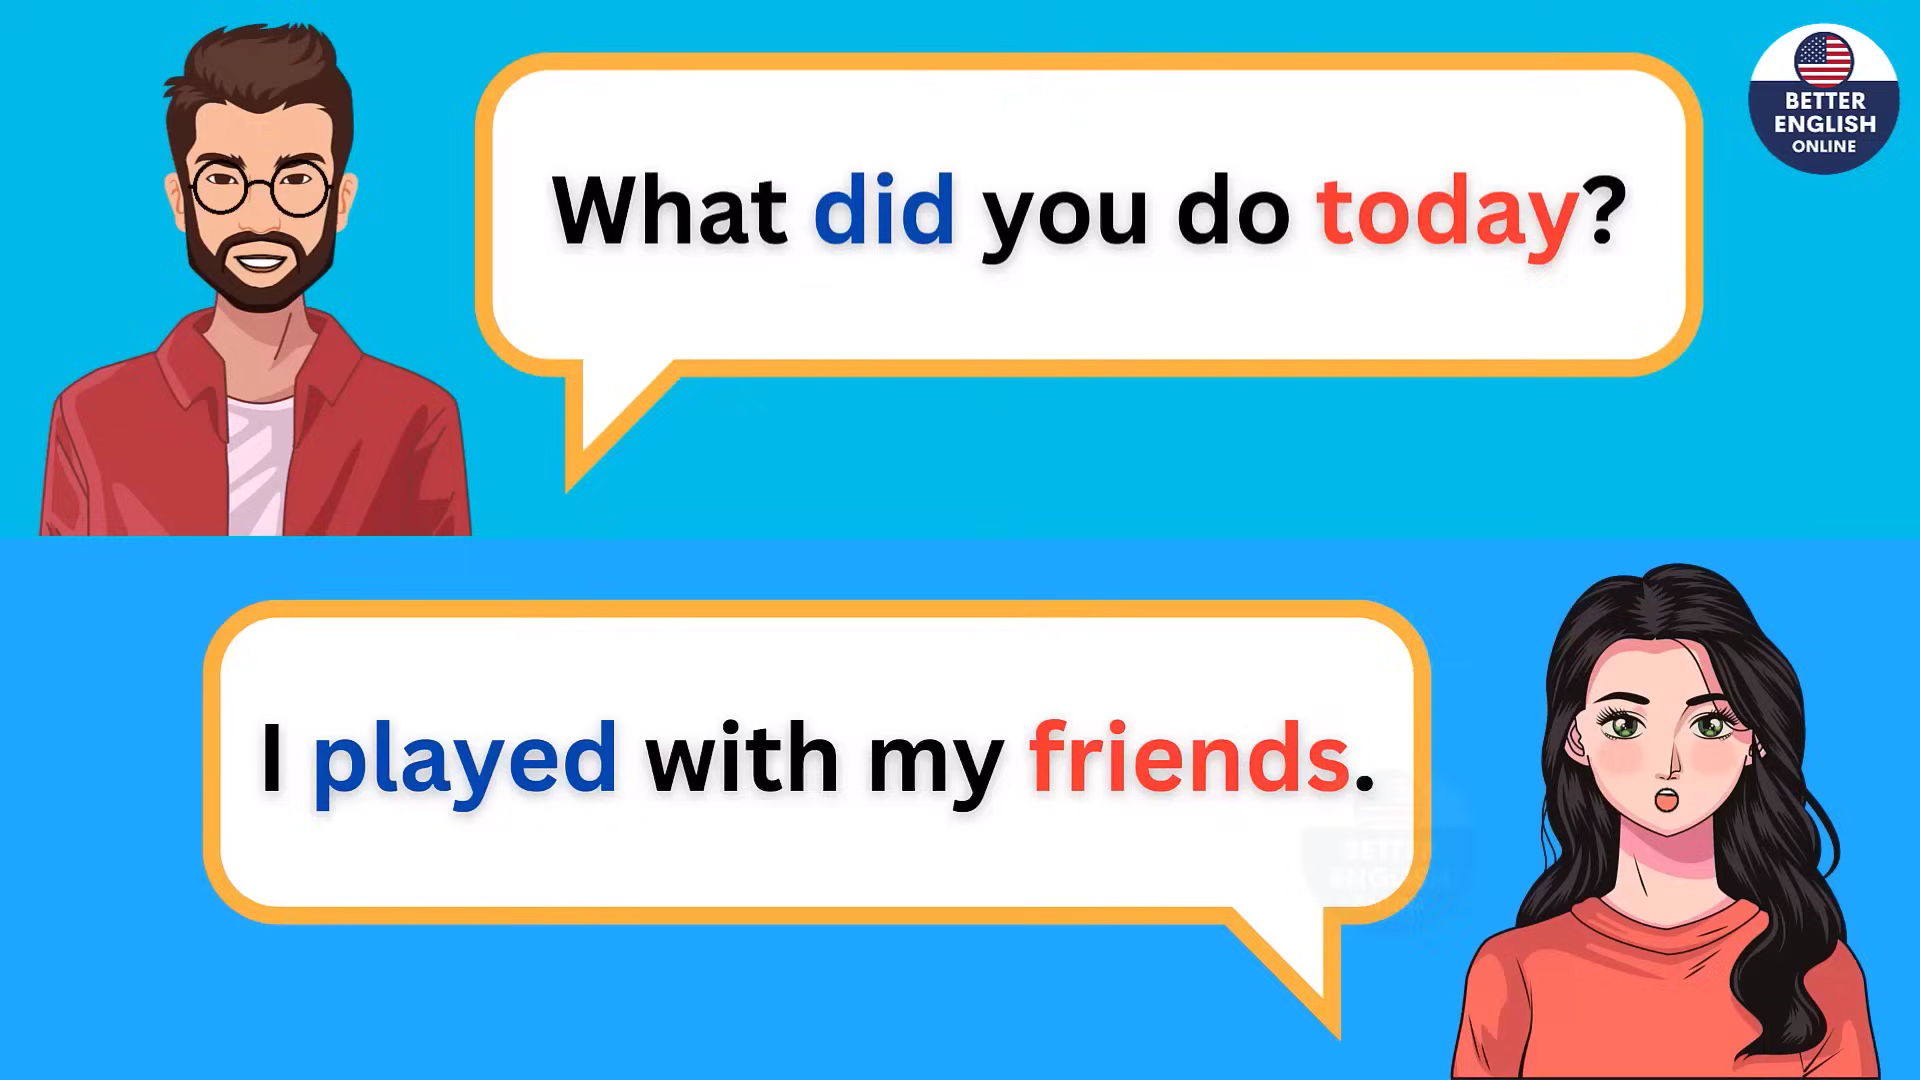 BETTER
ENGLISH
ONLINE
What did you do today?
I played with my friends.